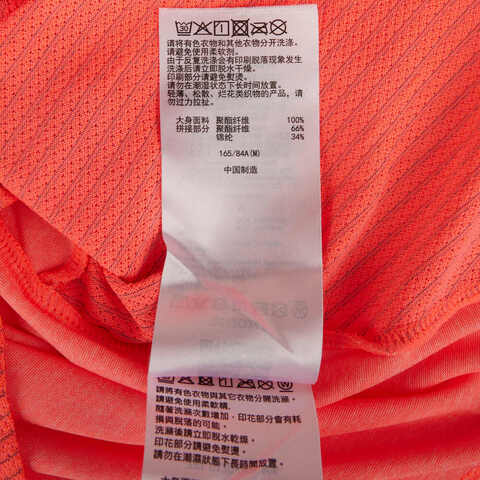 请将有色衣物和其他衣物分开洗涤。
请避免使用柔软剂。
由于反复洗涤会有印刷脱落现象发生
洗涤后请立即脱水干燥。
印刷部分请避免熨烫。
请勿在潮湿状态下长时间放置。
轻薄、松散、烂花类织物的产品，请
勿过力拉扯。
大身面料 聚酯纤维 100%
拼接部分 聚酯纤维 66%
锦纶 34%
165/84A(M)
中国制造
請將有色衣物與其它衣物分開洗滌。
請避免使用柔軟精。
隨著洗滌次數增加，印花部分會有耗
損與脫落的可能。
洗滌後請立即脫水乾燥。
印花部分請避免熨燙。
請勿在潮濕狀態下長時間放置。